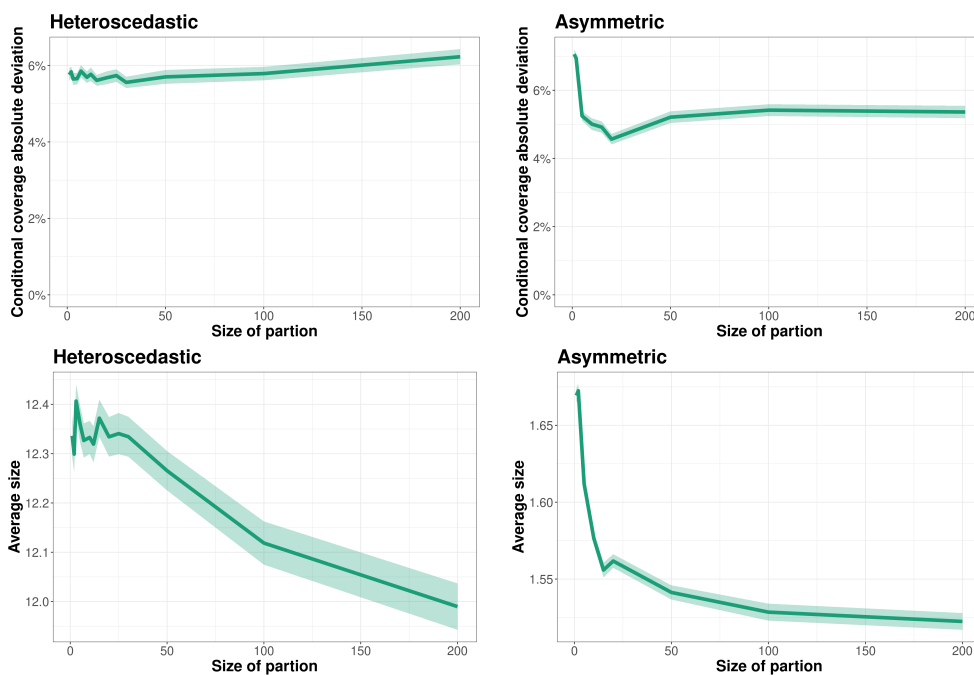 Heteroscedastic
Conditonal coverage absolute deviation
6%
4%
2%
0%
0 50 100 150 200
Size of partion
Asymmetric
Conditonal coverage absolute deviation
6%
4%
2%
0%
0 50 100 150 200
Size of partion
Heteroscedastic
Average size
12.4
12.3
12.2
12.1
12.0
0 50 100 150 200
Size of partion
Asymmetric
Average size
1.65
1.60
1.55
0 50 100 150 200
Size of partion